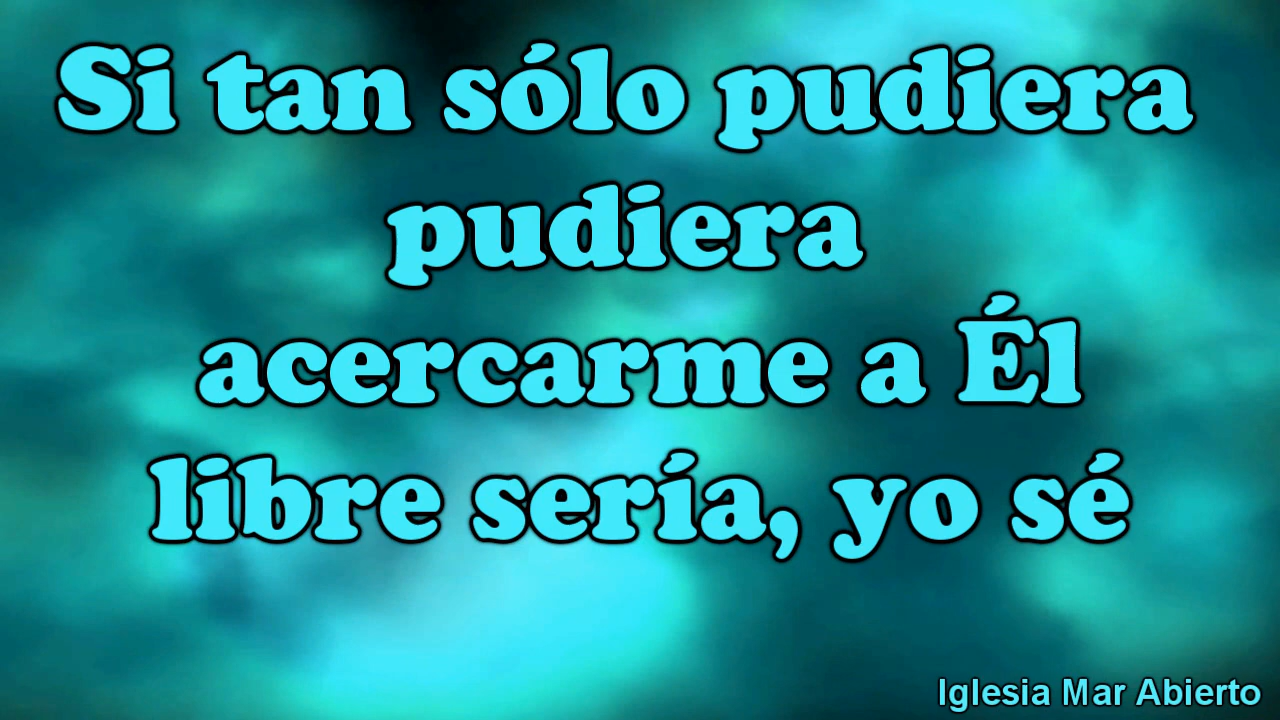 Si tan sólo pudiera
pudiera
acercarme a Él
libre sería, yo sé
Iglesia Mar Abierto